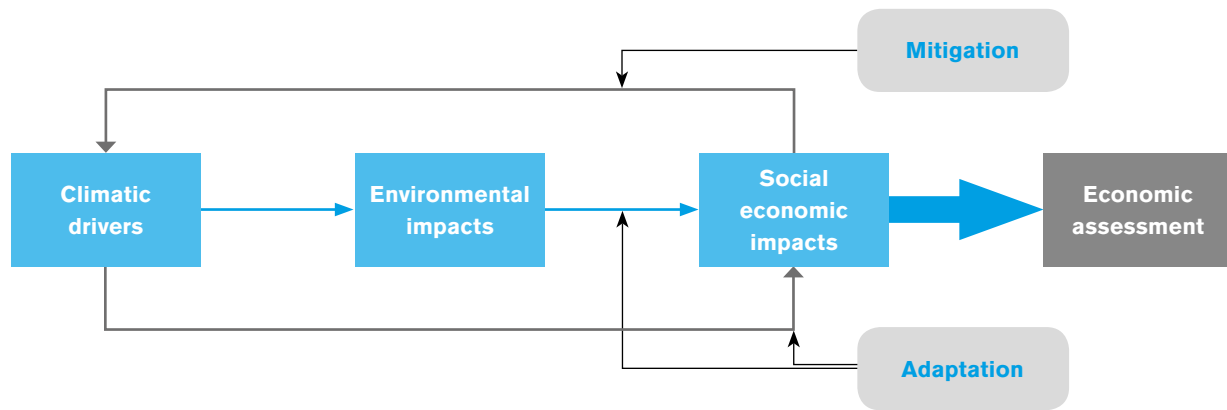 Mitigation
Climatic
drivers
Environmental
impacts
Social
economic
impacts
Economic
assessment
Adaptation